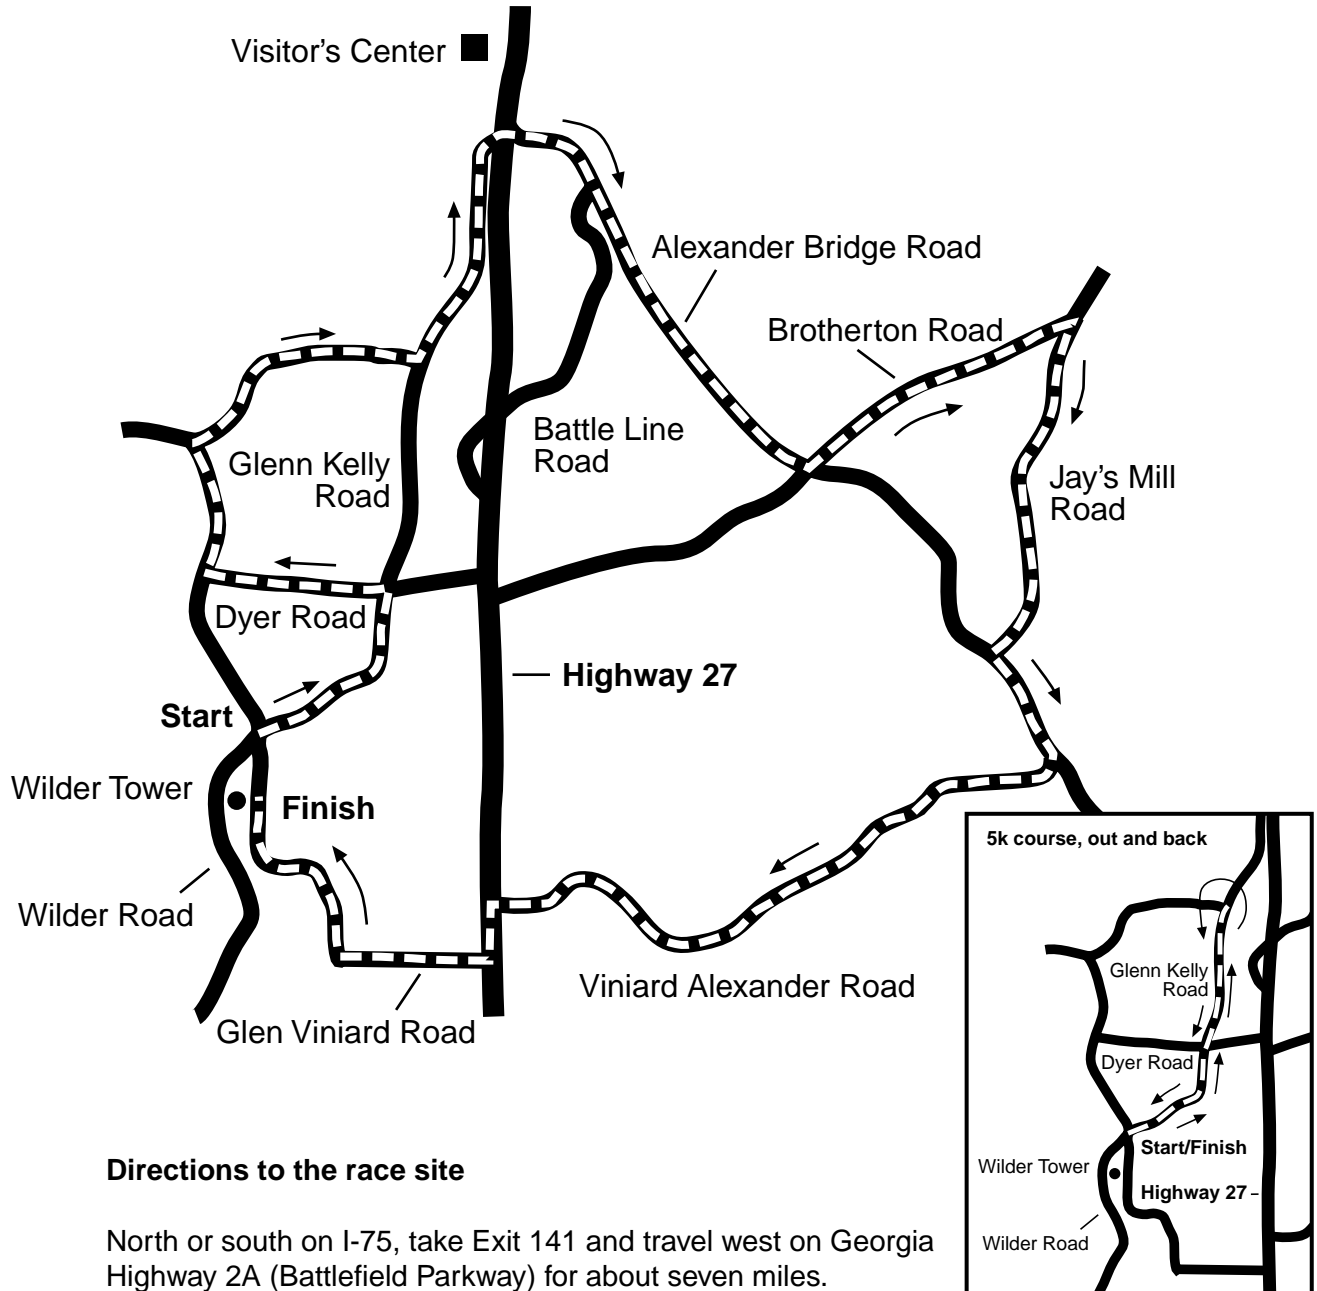 Visitor's Center
Alexander Bridge Road
Brotherton Road
Battle Line
Road
Glenn Kelly
Road
Jay's Mill
Road
Dyer Road
Highway 27
Start
Wilder Tower
Finish
Wilder Road
Viniard Alexander Road
Glen Viniard Road
5k course, out and back
Glenn Kelly
Road
Dyer Road
Start/Finish
Wilder Tower
Highway 27
Wilder Road
Directions to the race site
North or south on I-75, take Exit 141 and travel west on Georgia
Highway 2A (Battlefield Parkway) for about seven miles.